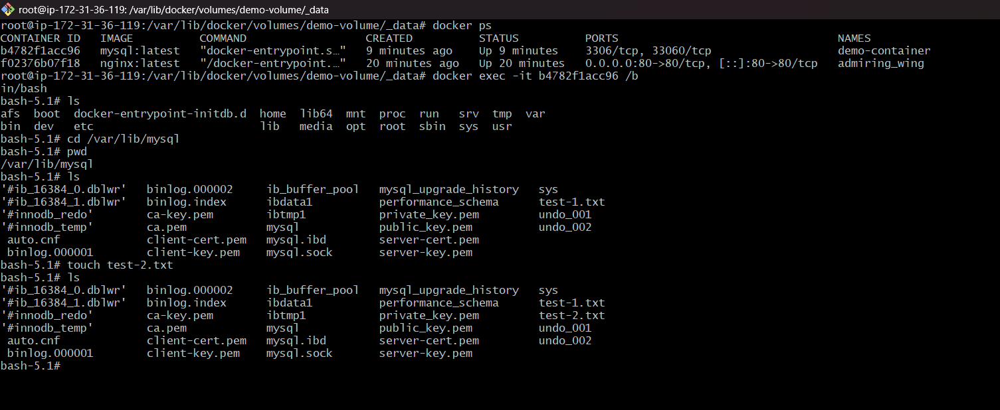 root@ip-172-31-36-119: /var/lib/docker/volumes/demo-volume/_data
root@ip-172-31-36-119:/var/lib/docker/volumes/demo-volume/_data# docker ps
CONTAINER ID   IMAGE          COMMAND                  CREATED          STATUS          PORTS                                 NAMES
b4782f1acc96   mysql:latest   "docker-entrypoint.s…"   9 minutes ago    Up 9 minutes    3306/tcp, 33060/tcp                   demo-container
f02376b07f18   nginx:latest   "/docker-entrypoint.…"   20 minutes ago   Up 20 minutes   0.0.0.0:80->80/tcp, [::]:80->80/tcp   admiring_wing
root@ip-172-31-36-119:/var/lib/docker/volumes/demo-volume/_data# docker exec -it b4782f1acc96 /b
in/bash
bash-5.1# ls
afs  boot  docker-entrypoint-initdb.d  home  lib64  mnt  proc  run   srv  tmp  var
bin  dev   etc                         lib   media  opt  root  sbin  sys  usr
bash-5.1# cd /var/lib/mysql
bash-5.1# pwd
/var/lib/mysql
bash-5.1# ls
'#ib_16384_0.dblwr'   binlog.000002     ib_buffer_pool   mysql_upgrade_history   sys
'#ib_16384_1.dblwr'   binlog.index      ibdata1          performance_schema      test-1.txt
'#innodb_redo'        ca-key.pem        ibtmp1           private_key.pem         undo_001
'#innodb_temp'        ca.pem            mysql            public_key.pem          undo_002
 auto.cnf             client-cert.pem   mysql.ibd        server-cert.pem
 binlog.000001        client-key.pem    mysql.sock       server-key.pem
bash-5.1# touch test-2.txt
bash-5.1# ls
'#ib_16384_0.dblwr'   binlog.000002     ib_buffer_pool   mysql_upgrade_history   sys
'#ib_16384_1.dblwr'   binlog.index      ibdata1          performance_schema      test-1.txt
'#innodb_redo'        ca-key.pem        ibtmp1           private_key.pem         test-2.txt
'#innodb_temp'        ca.pem            mysql            public_key.pem          undo_001
 auto.cnf             client-cert.pem   mysql.ibd        server-cert.pem         undo_002
 binlog.000001        client-key.pem    mysql.sock       server-key.pem
bash-5.1#